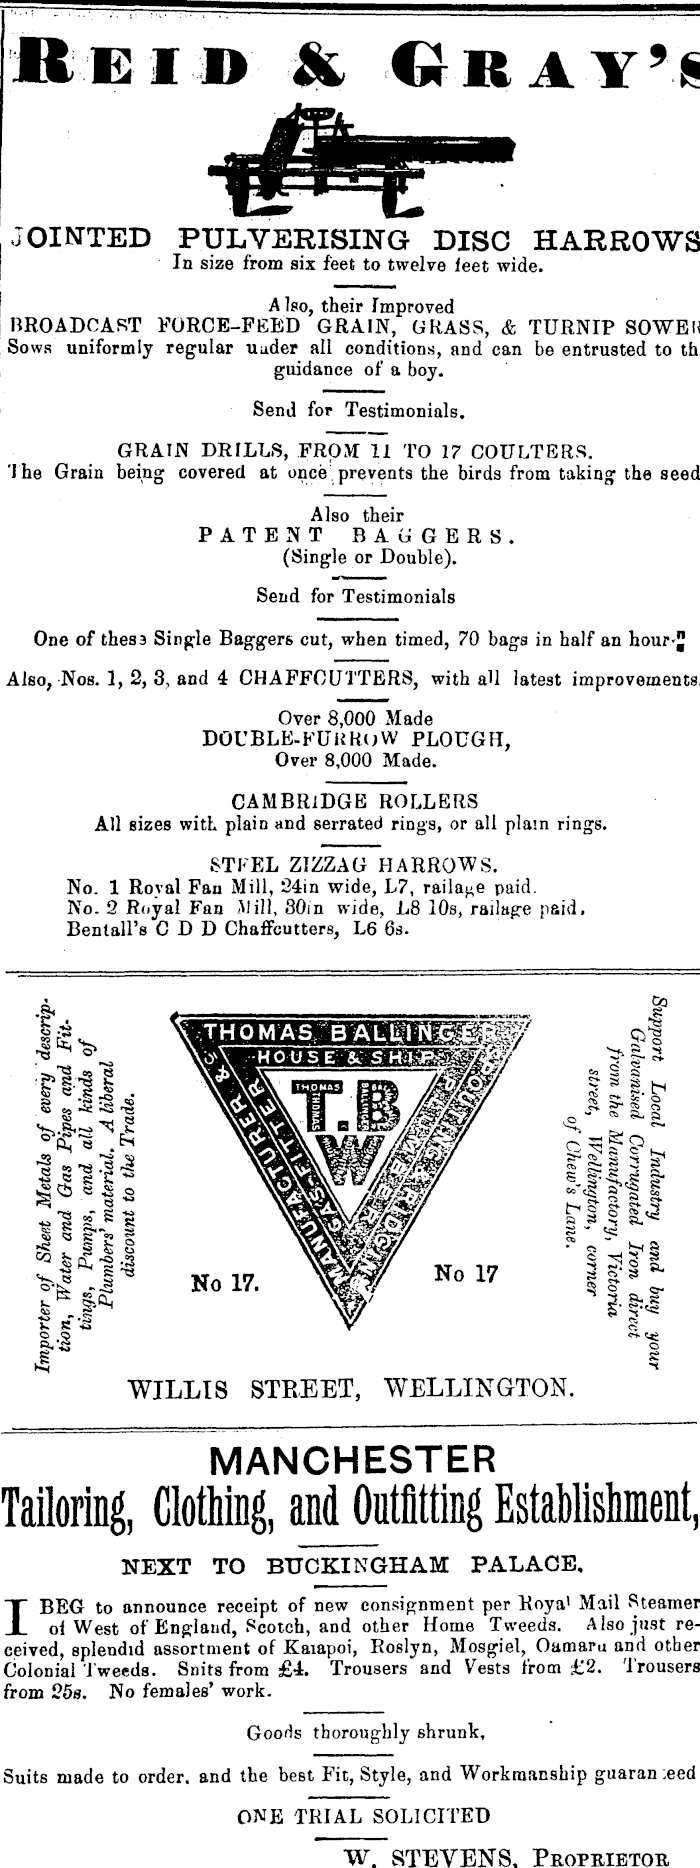 REID & GRAY'S
JOINTED PULVERISING DISC HARROWS
In size from six feet to twelve feet wide.
Also, their Improved
BROADCAST FORCE-FEED GRAIN, GRASS, & TURNIP SOWER
Sows uniformly regular under all conditions, and can be entrusted to th
guidance of a boy.
Send for Testimonials.
GRAIN DRILLS, FROM 11 TO 17 COULTERS.
The Grain being covered at once prevents the birds from taking the seed
Also their
PATENT BAGGERS.
(Single or Double).
Send for Testimonials
One of these Single Baggers cut, when timed, 70 bags in half an hour
Also, Nos. 1, 2, 3, and 4 CHAFFCUTTERS, with all latest improvements.
Over 8,000 Made
DOUBLE-FURROW PLOUGH,
Over 8,000 Made.
CAMBRIDGE ROLLERS
All sizes with plain and serrated rings, or all plain rings.
STEEL ZIZZAG HARROWS.
No. 1 Royal Fan Mill, 24in wide, L7, railage paid.
No. 2 Royal Fan Mill, 30in wide, L8 10s, railage paid.
Bentall's C D D Chaffcutters, L6 6s.
Importer of Sheet Metals of every descrip-
tion, Water and Gas Pipes and Fit-
tings, Pumps, and all kinds of
Plumbers' material. A liberal
discount to the Trade.
THOMAS BALLINGER
HOUSE & SHIP
MANUFACTURER &c
GASFITTER
PLUMBER &
SPOUTING & RIDGING
THOMAS
THOMAS
T.B
W
No 17.
No 17
Support Local Industry and buy your
Galvanised Corrugated Iron direct
from the Manufactory, Victoria
street, Wellington, corner
of Chew's Lane.
WILLIS STREET, WELLINGTON.
MANCHESTER
Tailoring, Clothing, and Outfitting Establishment,
NEXT TO BUCKINGHAM PALACE.
I BEG to announce receipt of new consignment per Royal Mail Steamer
of West of England, Scotch, and other Home Tweeds. Also just re-
ceived, splendid assortment of Kaiapoi, Roslyn, Mosgiel, Oamaru and other
Colonial Tweeds. Suits from £4. Trousers and Vests from £2. Trousers
from 25s. No females' work.
Goods thoroughly shrunk.
Suits made to order, and the best Fit, Style, and Workmanship guaranteed
ONE TRIAL SOLICITED
W. STEVENS, PROPRIETOR